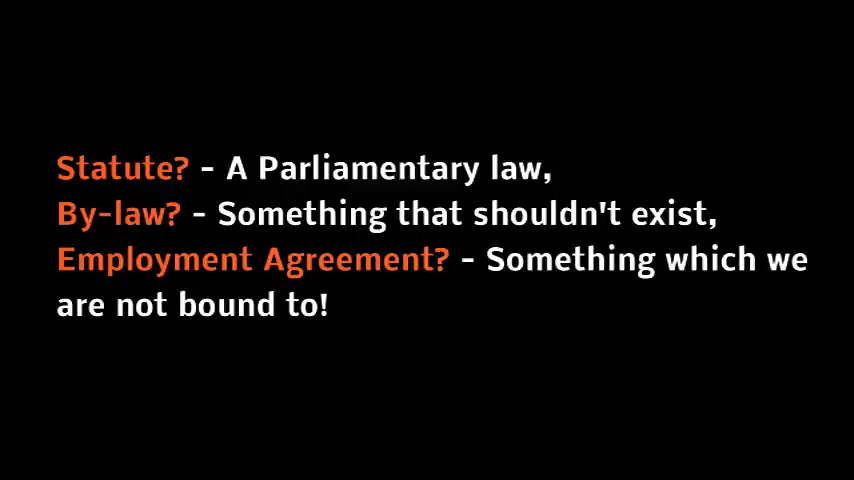 Statute? - A Parliamentary law,
By-law? - Something that shouldn't exist,
Employment Agreement? - Something which we
are not bound to!